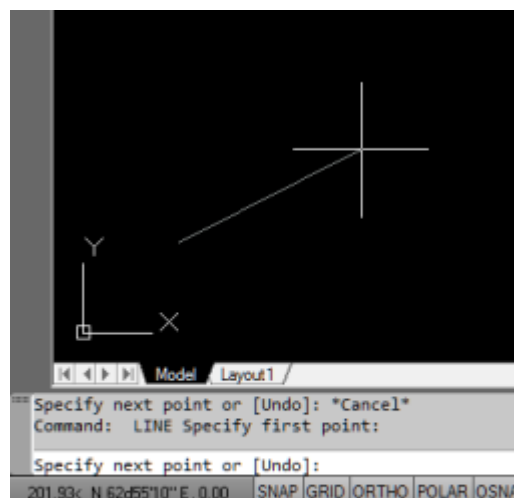 Y
X
Model Layout1
Specify next point or [Undo]: *Cancel*
Command: LINE Specify first point:
Specify next point or [Undo]:
201.93< N 62d55'10" E, 0.00 SNAP GRID ORTHO POLAR OSNA